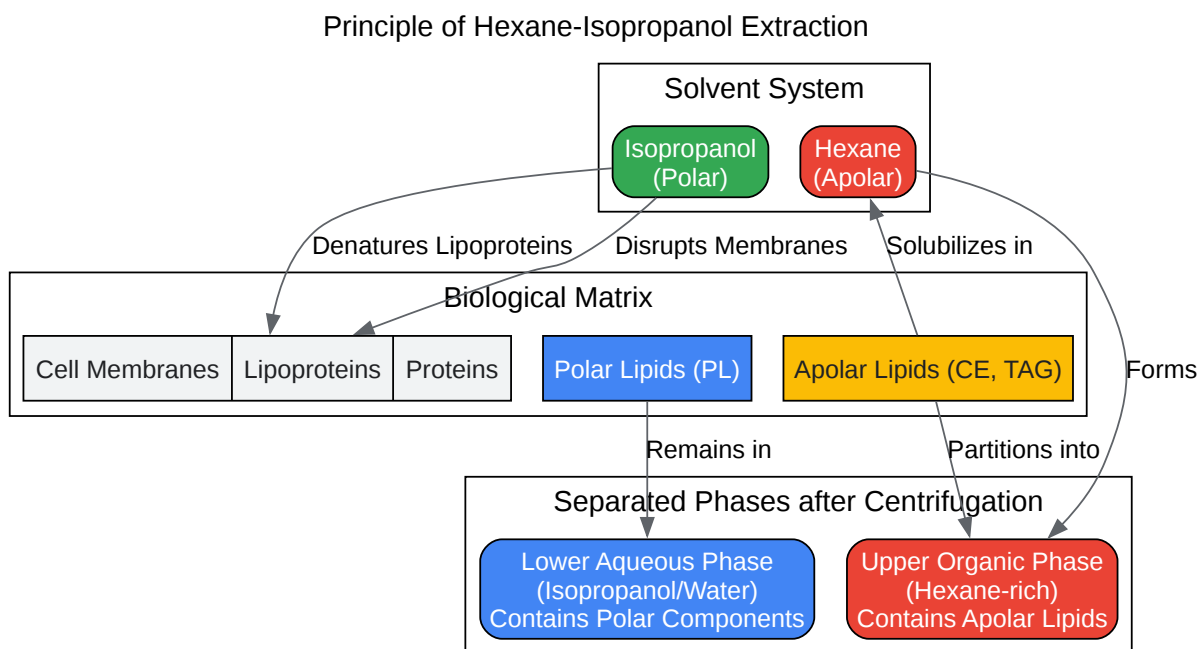 Principle of Hexane-Isopropanol Extraction
Solvent System
Isopropanol
(Polar)
Hexane
(Apolar)
Denatures Lipoproteins
Disrupts Membranes
Solubilizes in
Biological Matrix
Cell Membranes
Lipoproteins
Proteins
Polar Lipids (PL)
Apolar Lipids (CE, TAG)
Forms
Remains in
Partitions into
Separated Phases after Centrifugation
Lower Aqueous Phase
(Isopropanol/Water)
Contains Polar Components
Upper Organic Phase
(Hexane-rich)
Contains Apolar Lipids